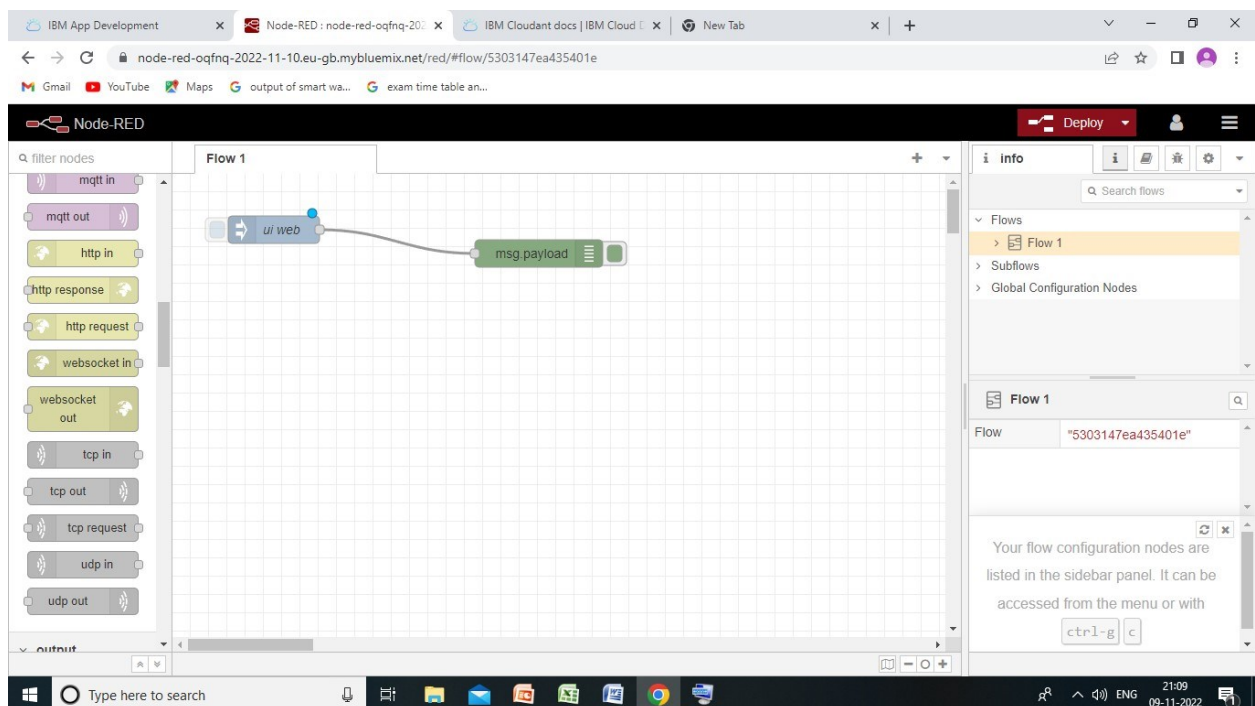 IBM App Development
Node-RED : node-red-oqfnq-202
IBM Cloudant docs | IBM Cloud D
New Tab
node-red-oqfnq-2022-11-10.eu-gb.mybluemix.net/red/#flow/5303147ea435401e
Gmail YouTube Maps output of smart wa... exam time table an...
Node-RED
Deploy
filter nodes
mqtt in
mqtt out
http in
http response
http request
websocket in
websocket
out
tcp in
tcp out
tcp request
udp in
udp out
output
Flow 1
ui web
msg.payload
i info
i
Search flows
Flows
Flow 1
Subflows
Global Configuration Nodes
Flow 1
Flow "5303147ea435401e"
Your flow configuration nodes are
listed in the sidebar panel. It can be
accessed from the menu or with
ctrl-g c
Type here to search
ENG
21:09
09-11-2022